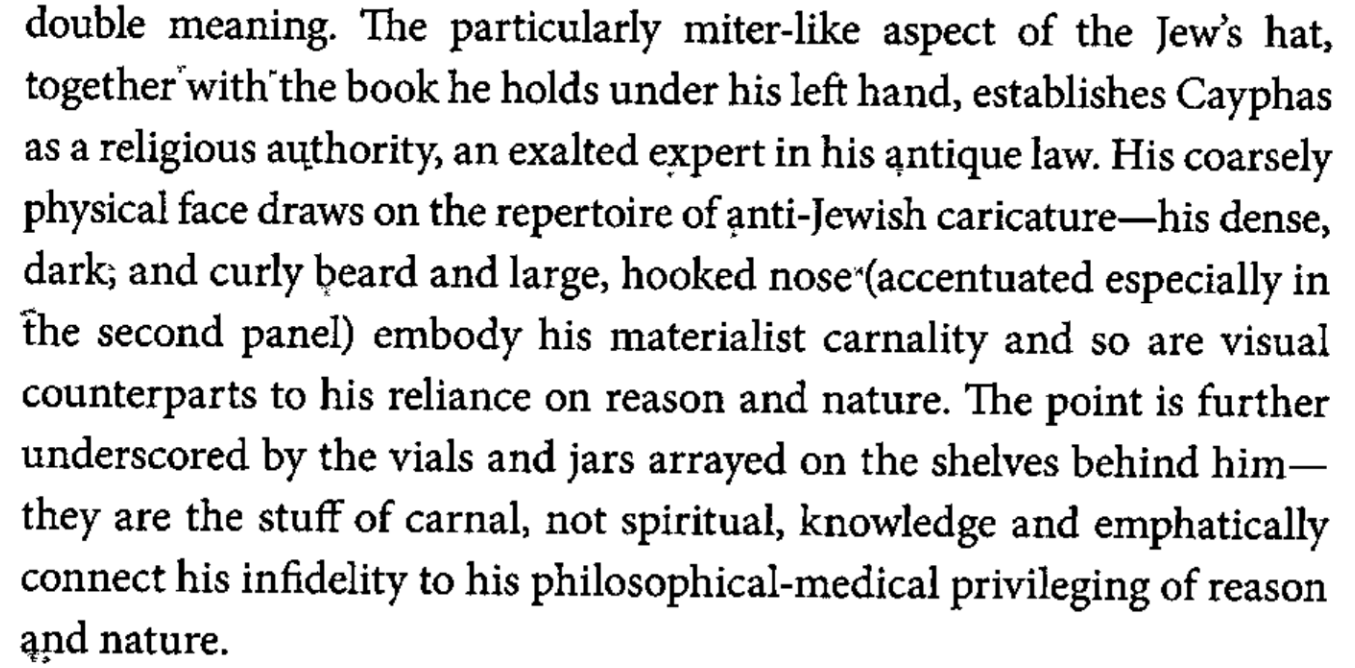 double meaning. The particularly miter-like aspect of the Jew's hat,
together with the book he holds under his left hand, establishes Cayphas
as a religious authority, an exalted expert in his antique law. His coarsely
physical face draws on the repertoire of anti-Jewish caricature—his dense,
dark, and curly beard and large, hooked nose (accentuated especially in
the second panel) embody his materialist carnality and so are visual
counterparts to his reliance on reason and nature. The point is further
underscored by the vials and jars arrayed on the shelves behind him—
they are the stuff of carnal, not spiritual, knowledge and emphatically
connect his infidelity to his philosophical-medical privileging of reason
and nature.